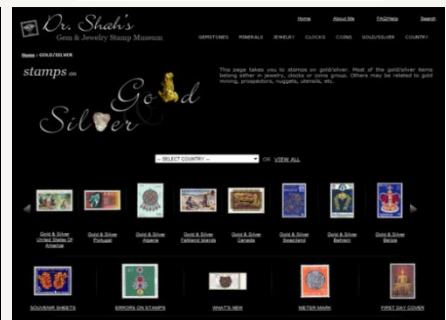 Dr. Shah's
Gem & Jewelry Stamp Museum
Home
About Me
FAQ/Help
Search
GEMSTONES MINERALS JEWELRY CLOCKS COINS GOLD/SILVER COUNTRY
Home : GOLD/SILVER
stamps on
Gold
Silver
This page takes you to stamps on gold/silver. Most of the gold/silver items
belong either in jewelry, clocks or coins group. Others may be related to gold
mining, prospectors, nuggets, utensils, etc.
-- SELECT COUNTRY -- OR VIEW ALL
Gold & Silver United States Of America
Gold & Silver Portugal
Gold & Silver Algeria
Gold & Silver Falkland Islands
Gold & Silver Canada
Gold & Silver Swaziland
Gold & Silver Bahrain
Gold & Silver Belize
SOUVENIR SHEETS
ERRORS ON STAMPS
WHAT'S NEW
METER MARK
FIRST DAY COVER